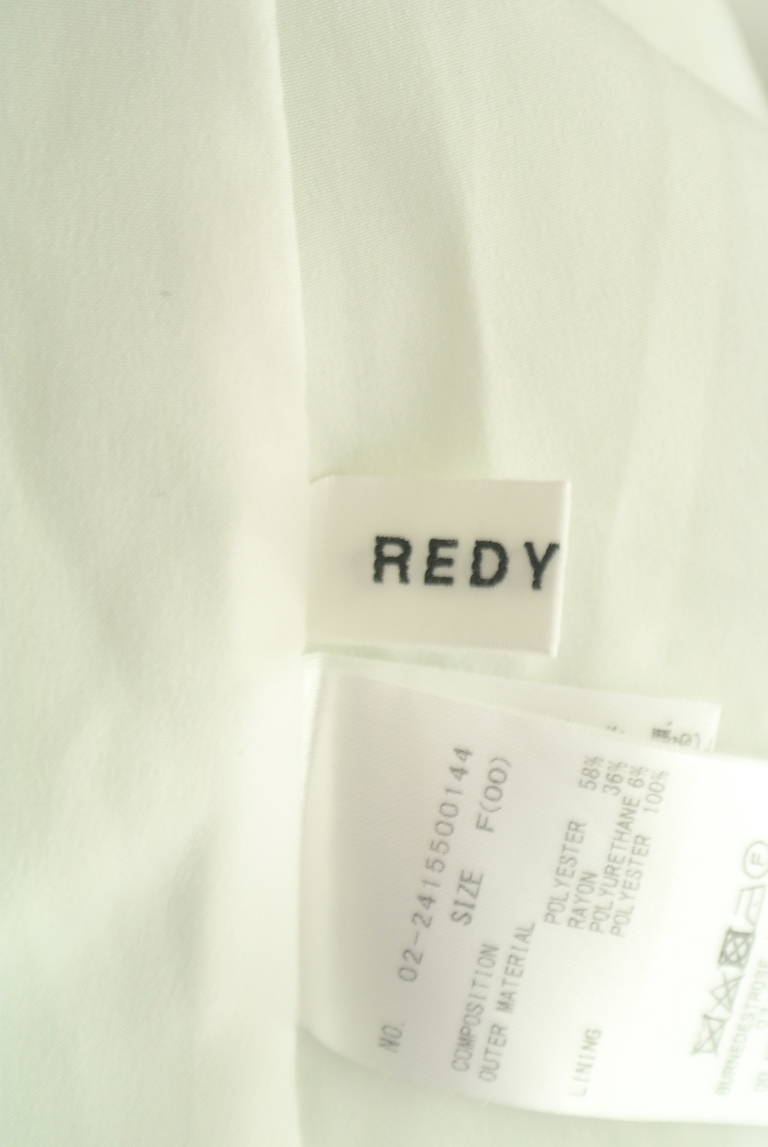 REDY
NO. 02-2415500144
SIZE F(00)
COMPOSITION
OUTER MATERIAL
POLYESTER 58%
RAYON 36%
POLYURETHANE 6%
LINING POLYESTER 100%
F